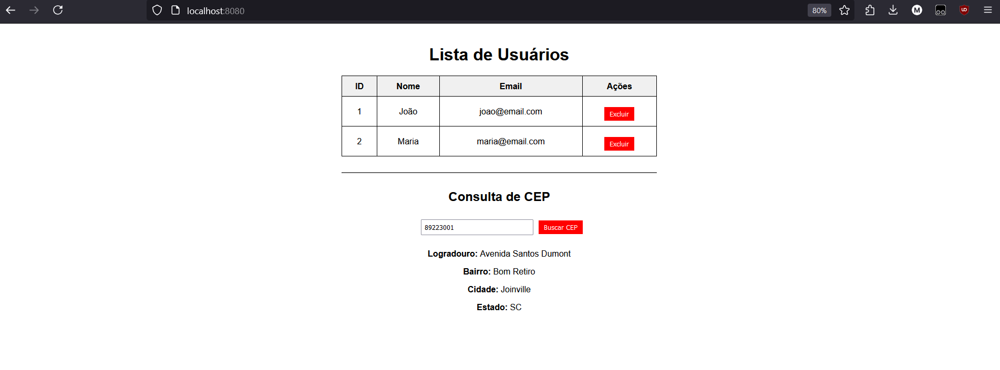 localhost:8080 80%
Lista de Usuários
ID Nome Email Ações
1 João joao@email.com Excluir
2 Maria maria@email.com Excluir
Consulta de CEP
89223001 Buscar CEP
Logradouro: Avenida Santos Dumont
Bairro: Bom Retiro
Cidade: Joinville
Estado: SC